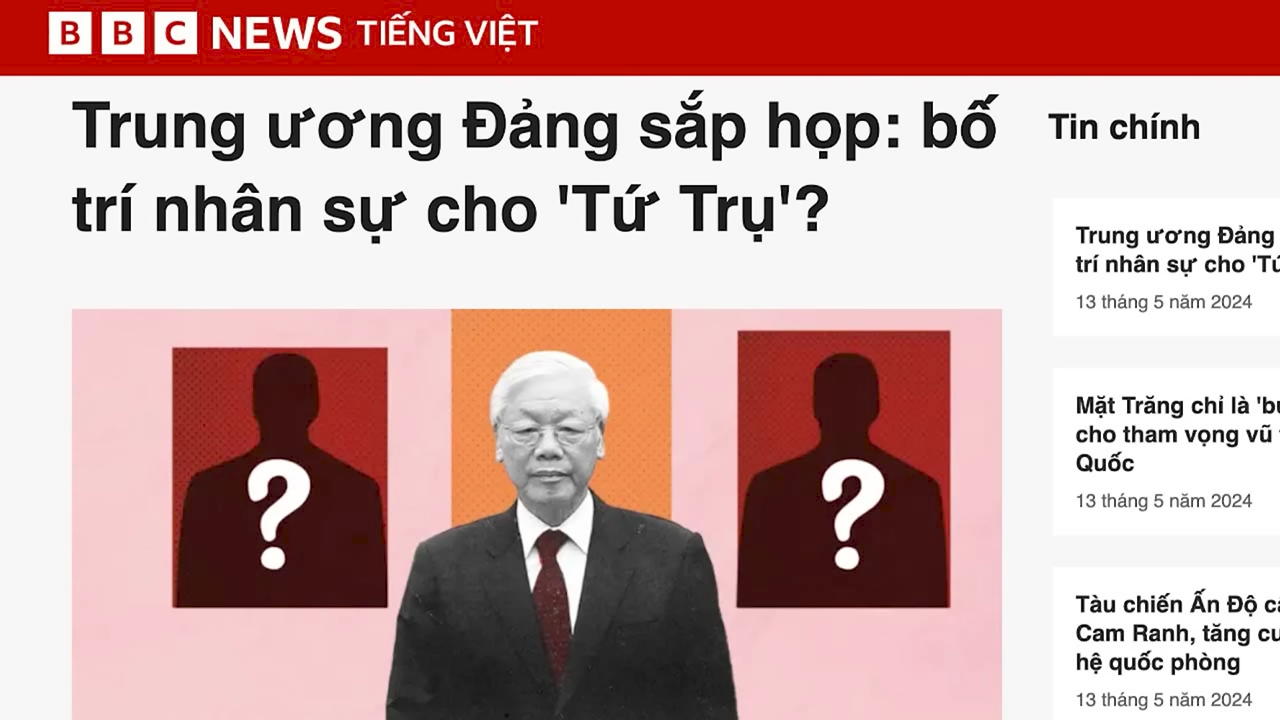 BBC NEWS TIẾNG VIỆT
Trung ương Đảng sắp họp: bố
trí nhân sự cho 'Tứ Trụ'?
Tin chính
Trung ương Đảng
trí nhân sự cho 'Tứ
13 tháng 5 năm 2024
Mặt Trăng chỉ là
cho tham vọng vũ
Quốc
13 tháng 5 năm 2024
Tàu chiến Ấn Độ
Cam Ranh, tăng
hệ quốc phòng
13 tháng 5 năm 2024
? ?